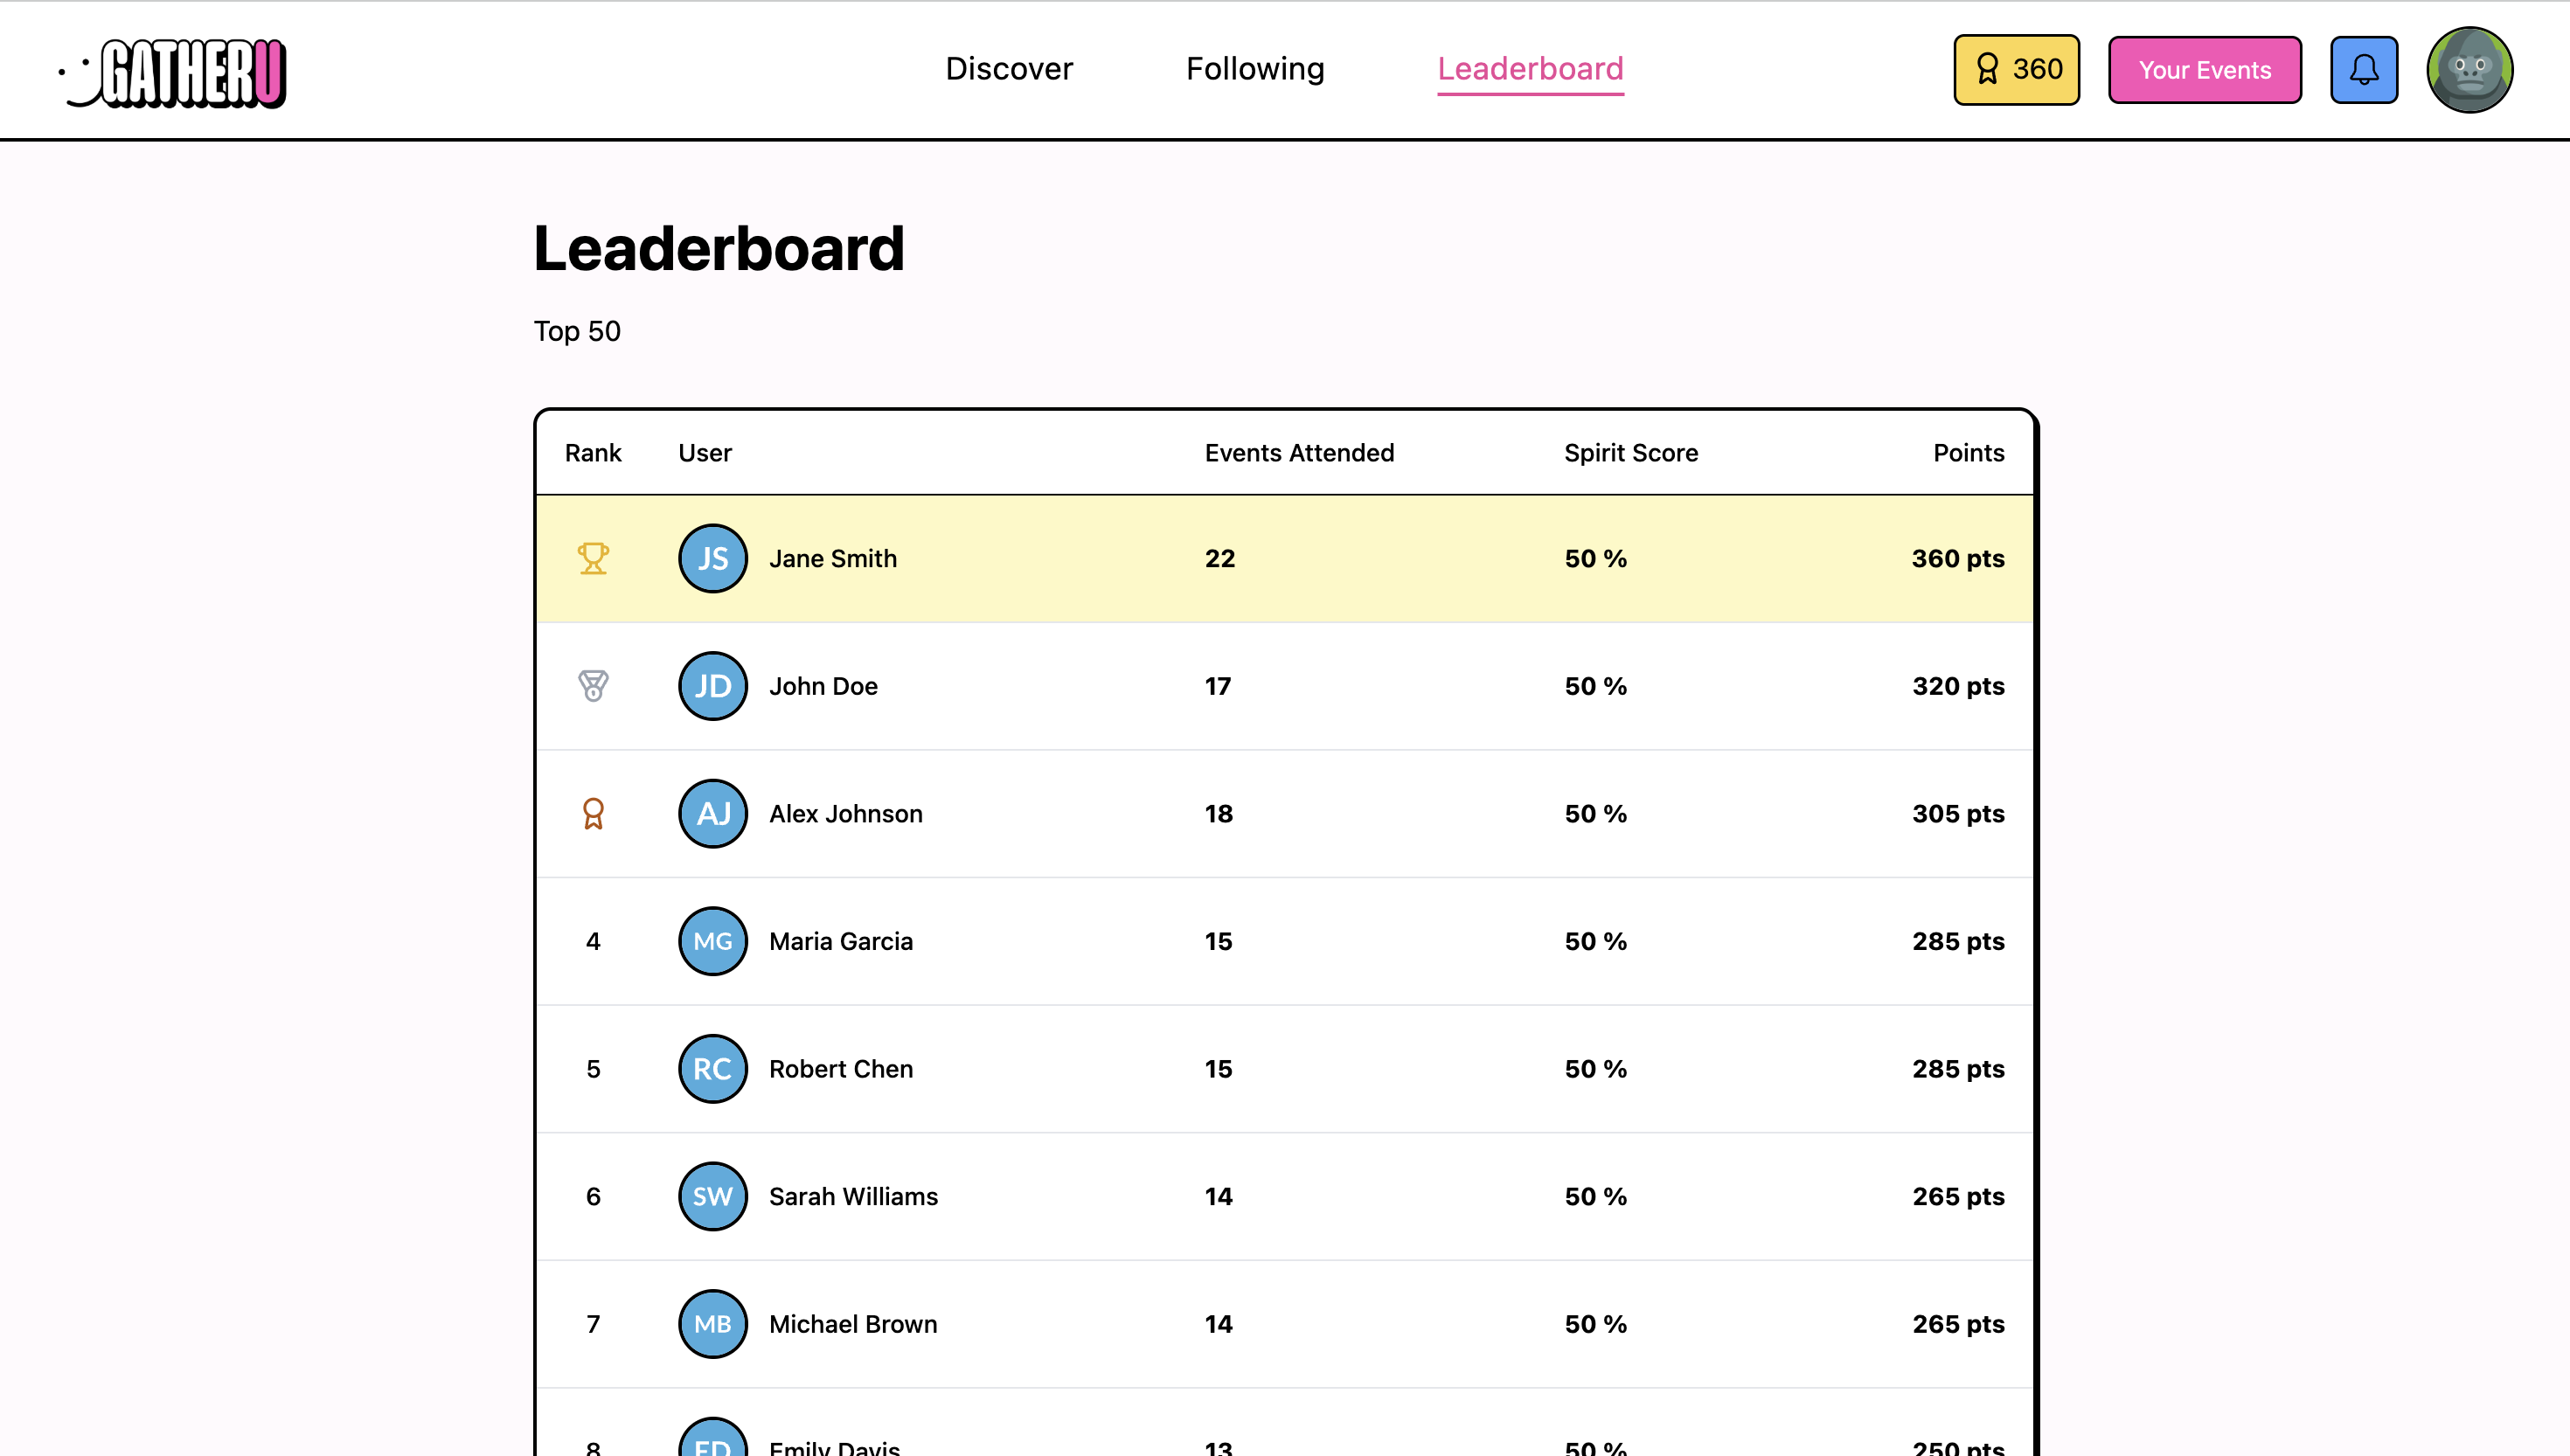 GATHERU
Discover Following Leaderboard 360 Your Events
Leaderboard
Top 50
Rank User Events Attended Spirit Score Points
JS Jane Smith 22 50 % 360 pts
JD John Doe 17 50 % 320 pts
AJ Alex Johnson 18 50 % 305 pts
4 MG Maria Garcia 15 50 % 285 pts
5 RC Robert Chen 15 50 % 285 pts
6 SW Sarah Williams 14 50 % 265 pts
7 MB Michael Brown 14 50 % 265 pts
8 ED Emily Davis 13 50 % 250 pts